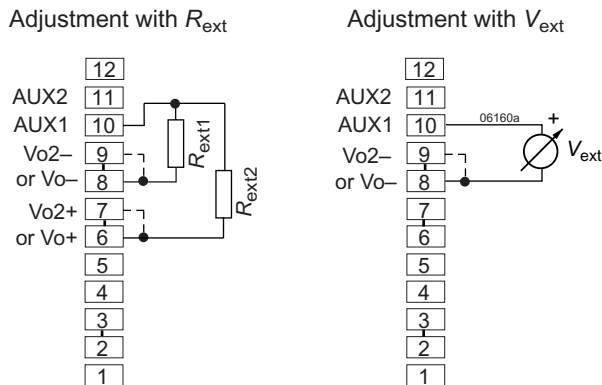 Adjustment with Rext
Adjustment with Vext
12
AUX2 11
AUX1 10
Vo2– 9
or Vo– 8
Vo2+ 7
or Vo+ 6
5
4
3
2
1
Rext1
Rext2
12
AUX2 11
AUX1 10
Vo2– 9
or Vo– 8
7
6
5
4
3
2
1
06160a
+
Vext